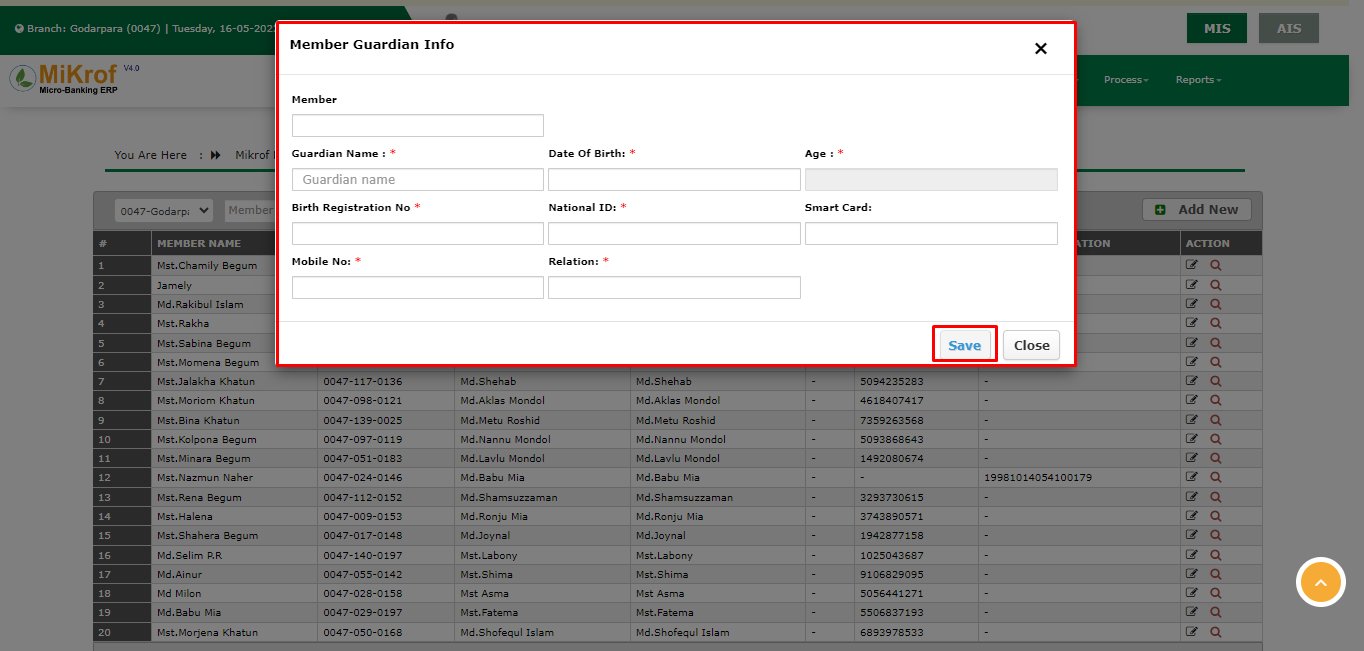 Branch: Godarpara (0047) | Tuesday, 16-05-202
MIS AIS
MiKrof V4.0
Micro-Banking ERP
Process Reports
You Are Here : Mikrof
0047-Godarpa Member
Add New
Member Guardian Info
Member
Guardian Name : * Date Of Birth: * Age : *
Guardian name
Birth Registration No * National ID: * Smart Card:
Mobile No: * Relation: *
Save Close
# MEMBER NAME ATION ACTION
1 Mst.Chamily Begum
2 Jamely
3 Md.Rakibul Islam
4 Mst.Rakha
5 Mst.Sabina Begum
6 Mst.Momena Begum
7 Mst.Jalakha Khatun 0047-117-0136 Md.Shehab Md.Shehab - 5094235283 -
8 Mst.Moriom Khatun 0047-098-0121 Md.Aklas Mondol Md.Aklas Mondol - 4618407417 -
9 Mst.Bina Khatun 0047-139-0025 Md.Metu Roshid Md.Metu Roshid - 7359263568 -
10 Mst.Kolpona Begum 0047-097-0119 Md.Nannu Mondol Md.Nannu Mondol - 5093868643 -
11 Mst.Minara Begum 0047-051-0183 Md.Lavlu Mondol Md.Lavlu Mondol - 1492080674 -
12 Mst.Nazmun Naher 0047-024-0146 Md.Babu Mia Md.Babu Mia - - 19981014054100179
13 Mst.Rena Begum 0047-112-0152 Md.Shamsuzzaman Md.Shamsuzzaman - 3293730615 -
14 Mst.Halena 0047-009-0153 Md.Ronju Mia Md.Ronju Mia - 3743890571 -
15 Mst.Shahera Begum 0047-017-0148 Md.Joynal Md.Joynal - 1942877158 -
16 Md.Selim P.R 0047-140-0197 Mst.Labony Mst.Labony - 1025043687 -
17 Md.Ainur 0047-055-0142 Mst.Shima Mst.Shima - 9106829095 -
18 Md Milon 0047-028-0158 Mst Asma Mst Asma - 5056441271 -
19 Md.Babu Mia 0047-029-0197 Mst.Fatema Mst.Fatema - 5506837193 -
20 Mst.Morjena Khatun 0047-050-0168 Md.Shofequl Islam Md.Shofequl Islam - 6893978533 -